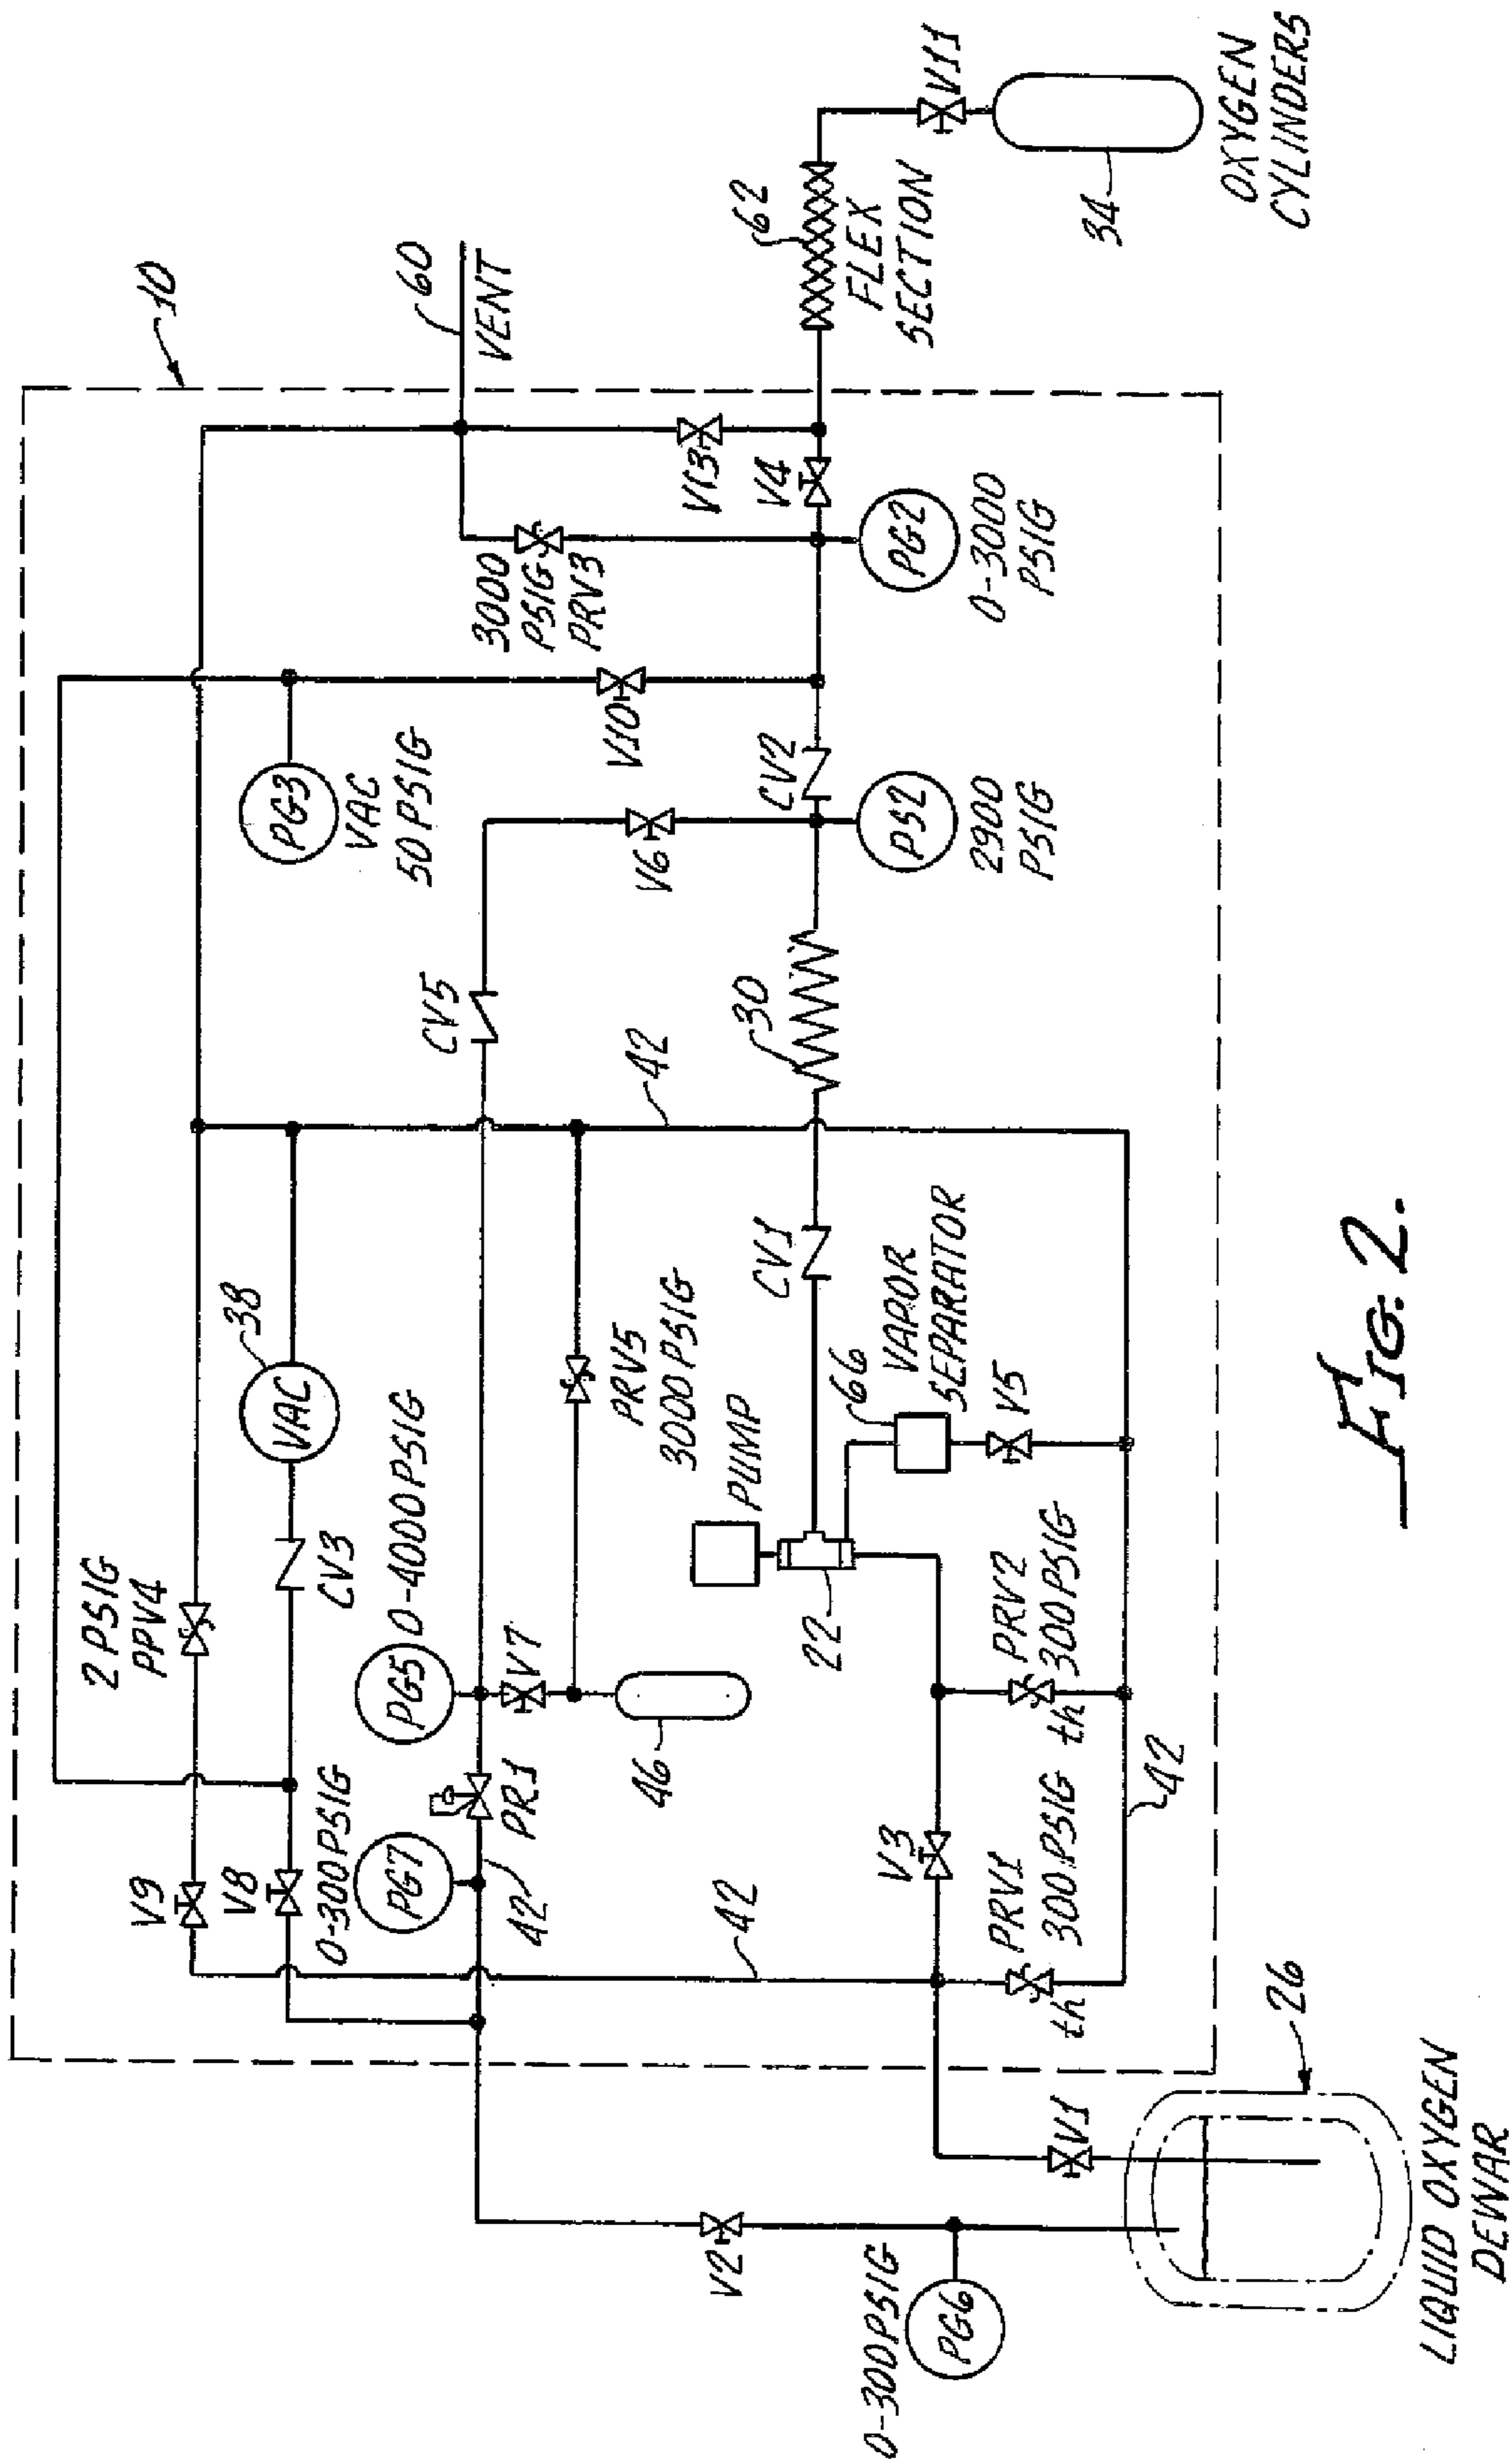 10
2 PSIG
PPV4
V9
V8
CV3
VAC
38
PG3
VAC
50 PSIG
60
VENT
0-300 PSIG
PG7
PG5
0-4000 PSIG
CV5
42
PR1
V7
46
PRV5
3000 PSIG
42
V6
V10
3000
PSIG
PRV3
V13
V4
62
FLEX
SECTION
V11
34
OXYGEN
CYLINDERS
42
V3
22
PUMP
CV1
30
CV2
PS2
2900
PSIG
PG2
0-3000
PSIG
66
VAPOR
SEPARATOR
V5
PRV1
300 PSIG
th
PRV2
300 PSIG
th
42
V2
0-300 PSIG
PG6
V1
26
LIQUID OXYGEN
DEWAR
FIG. 2.